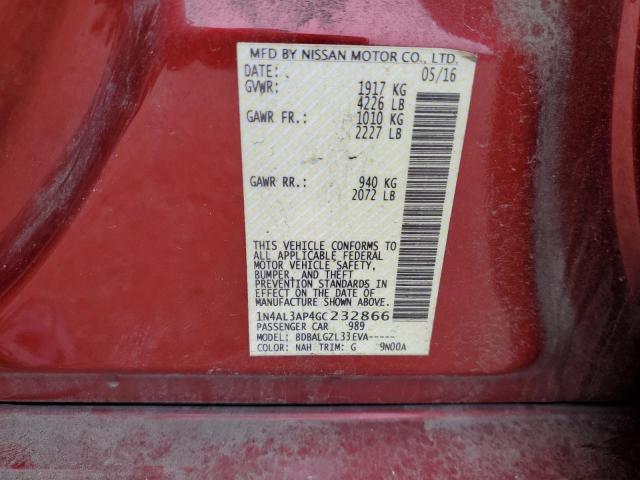 MFD BY NISSAN MOTOR CO., LTD.
DATE: 05/16
GVWR: 1917 KG
4226 LB
GAWR FR.: 1010 KG
2227 LB
GAWR RR.: 940 KG
2072 LB
THIS VEHICLE CONFORMS TO
ALL APPLICABLE FEDERAL
MOTOR VEHICLE SAFETY,
BUMPER, AND THEFT
PREVENTION STANDARDS
IN EFFECT ON THE DATE OF
MANUFACTURE SHOWN ABOVE.
1N4AL3AP4GC232866
PASSENGER CAR 989
MODEL: BDBALGZL33EVA-----
COLOR: NAH TRIM: G 9N00A